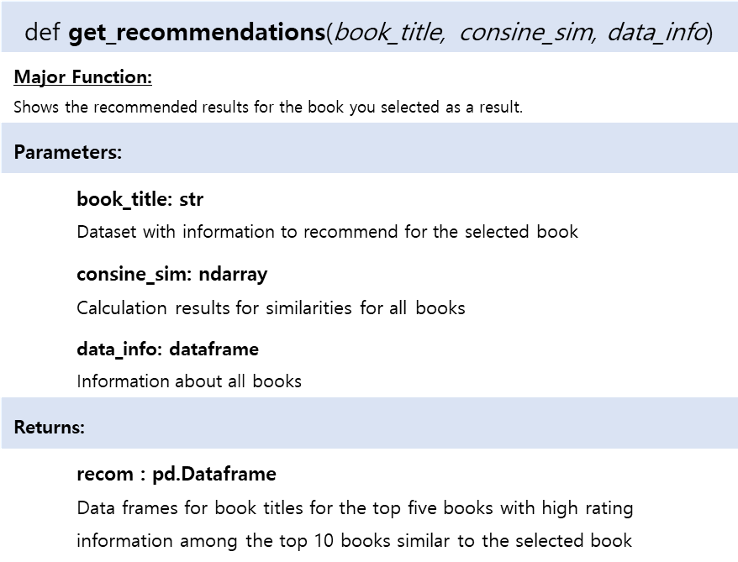 def get_recommendations(book_title, consine_sim, data_info)
Major Function:
Shows the recommended results for the book you selected as a result.
Parameters:
book_title: str
Dataset with information to recommend for the selected book
consine_sim: ndarray
Calculation results for similarities for all books
data_info: dataframe
Information about all books
Returns:
recom : pd.Dataframe
Data frames for book titles for the top five books with high rating
information among the top 10 books similar to the selected book